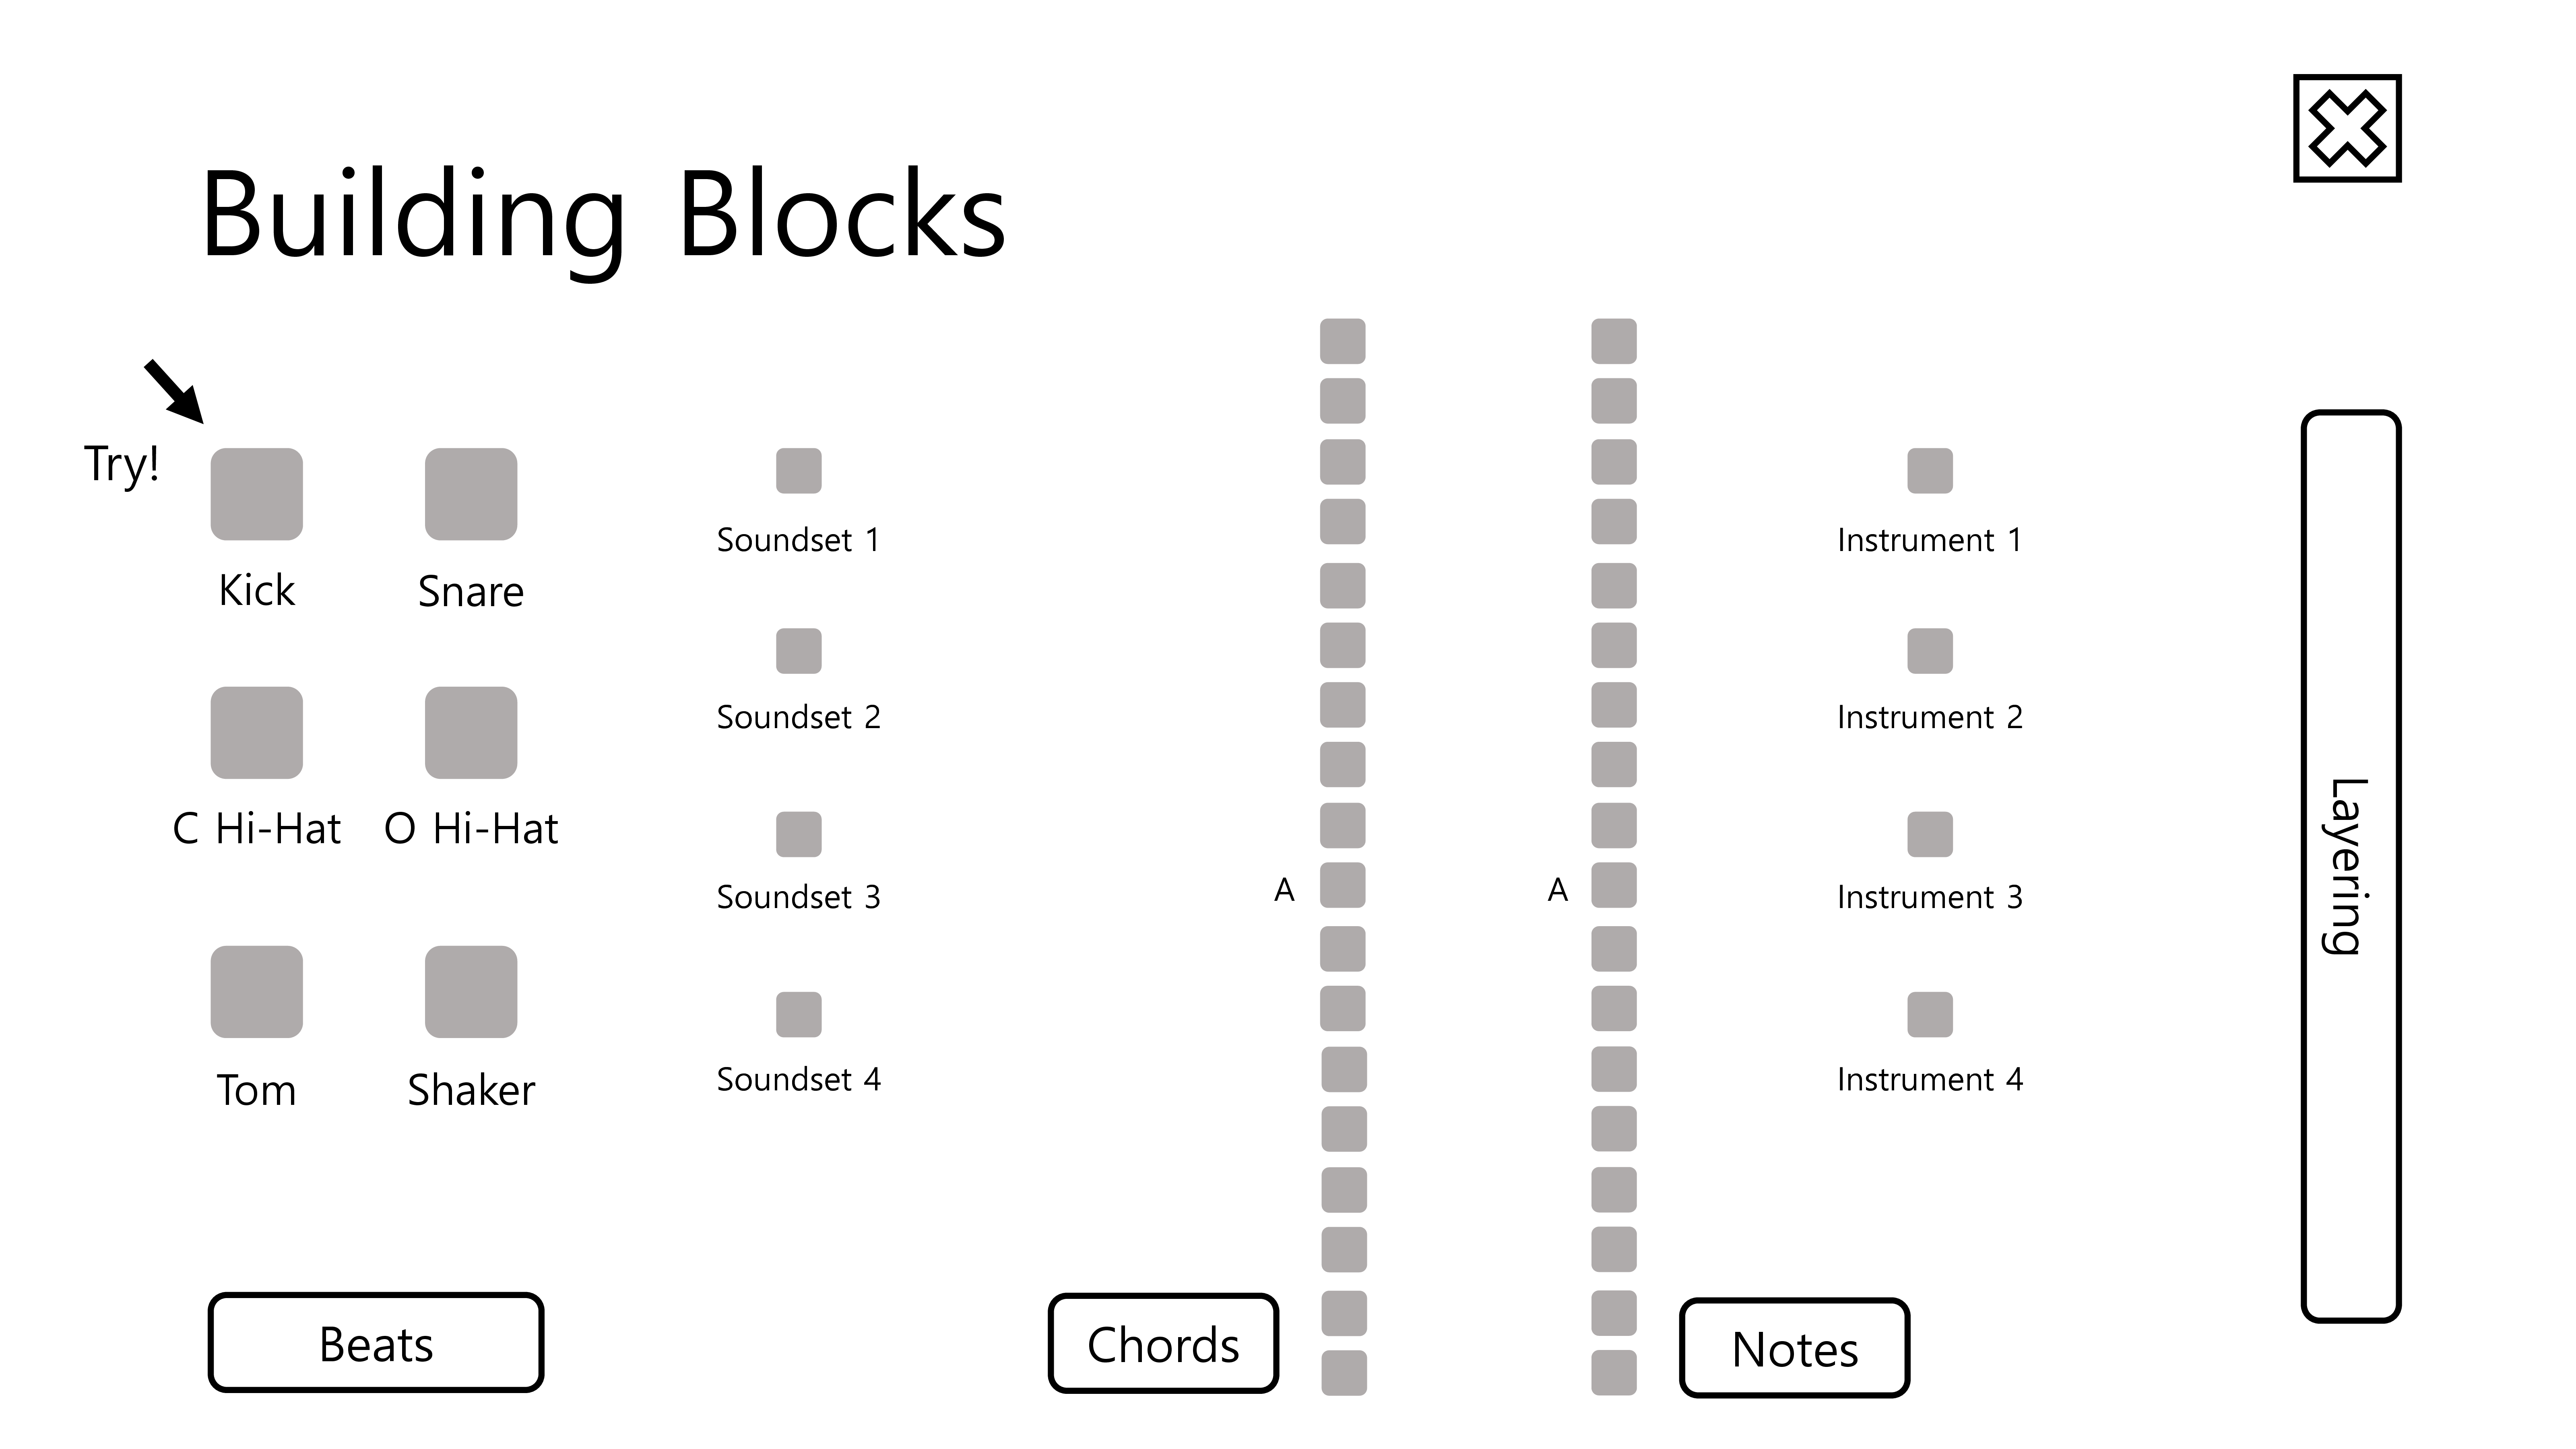 Building Blocks
Try!
Kick
Snare
C Hi-Hat
O Hi-Hat
Tom
Shaker
Beats
Soundset 1
Soundset 2
Soundset 3
Soundset 4
Chords
A
A
Notes
Instrument 1
Instrument 2
Instrument 3
Instrument 4
Layering